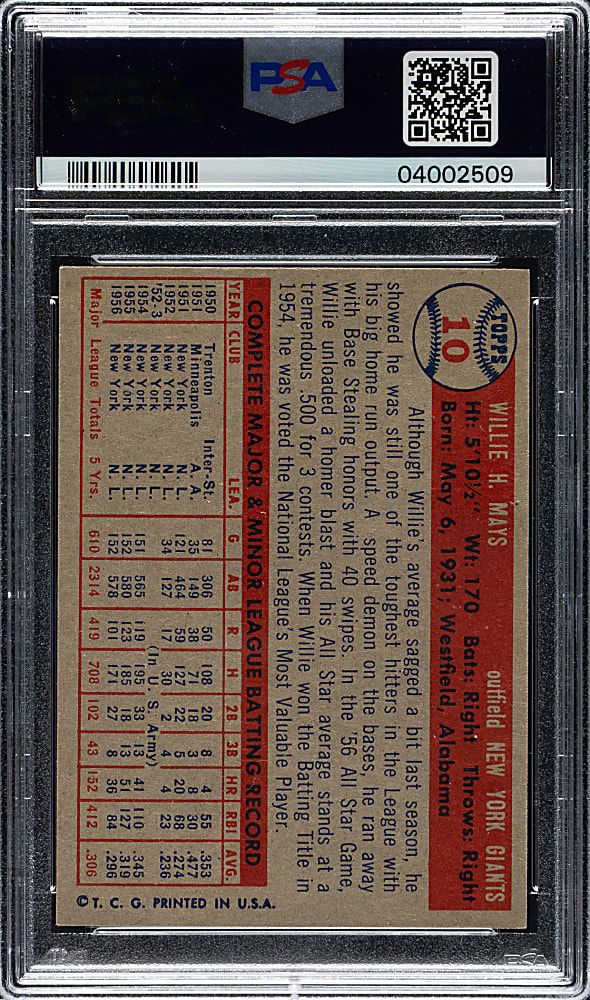 PSA
PSA
04002509
TOPPS
10
WILLIE H. MAYS outfield NEW YORK GIANTS
Ht: 5'10½" Wt: 170 Bats: Right Throws: Right
Born: May 6, 1931; Westfield, Alabama
Although Willie's average sagged a bit last season, he
showed he was still one of the toughest hitters in the League with
his big home run output. A speed demon on the bases, he ran away
with Base Stealing honors with 40 swipes. In the '56 All Star Game,
Willie unloaded a homer blast and his All Star average stands at a
tremendous .500 for 3 contests. When Willie won the Batting Title in
1954, he was voted the National League's Most Valuable Player.
COMPLETE MAJOR & MINOR LEAGUE BATTING RECORD
YEAR CLUB LEA. G AB R H 2B 3B HR RBI AVG.
1950 Trenton Inter-St. 81 306 50 108 20 8 4 55 .353
1951 Minneapolis A. A. 35 149 38 71 18 3 8 30 .477
1951 New York N. L. 121 464 59 127 22 5 20 68 .274
1952 New York N. L. 34 127 17 30 2 4 4 23 .236
'52-3 (In U. S. Army)
1954 New York N. L. 151 565 119 195 33 13 41 110 .345
1955 New York N. L. 152 580 123 185 18 13 51 127 .319
1956 New York N. L. 152 578 101 171 27 8 36 84 .296
Major League Totals 5 Yrs. 610 2314 419 708 102 43 152 412 .306
© T. C. G. PRINTED IN U.S.A.
PSA